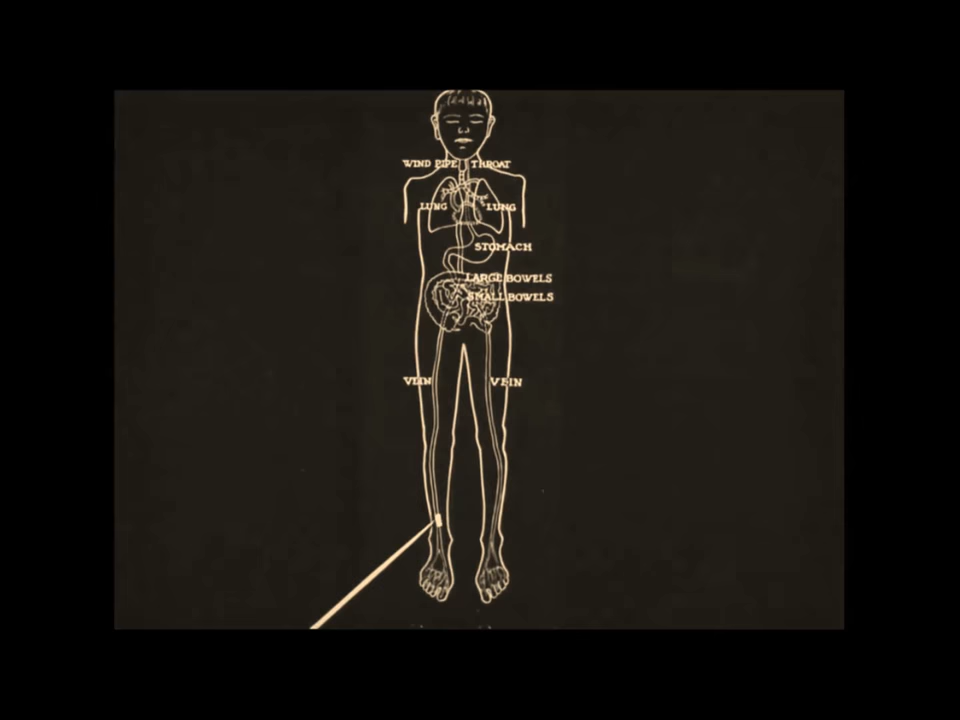 WIND PIPE THROAT
LUNG LUNG
STOMACH
LARGE BOWELS
SMALL BOWELS
VEIN VEIN